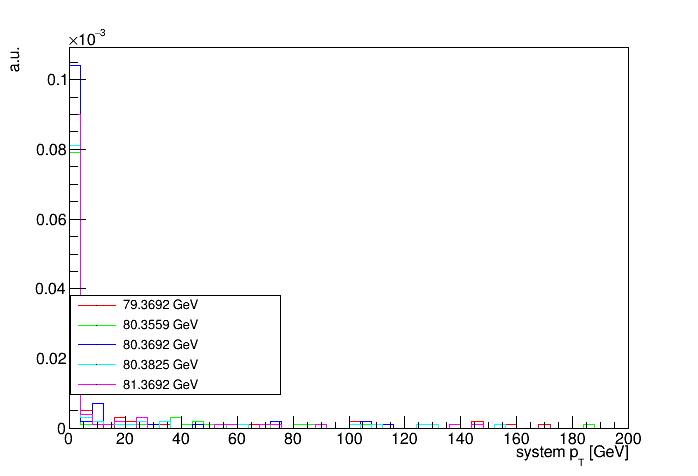 ×10⁻³
a.u.
0.1
0.08
0.06
0.04
0.02
0
79.3692 GeV
80.3559 GeV
80.3692 GeV
80.3825 GeV
81.3692 GeV
0 20 40 60 80 100 120 140 160 180 200
system p_T [GeV]